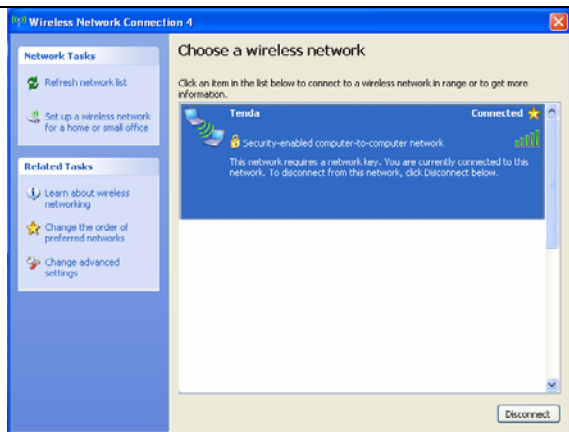 Wireless Network Connection 4
Network Tasks
Refresh network list
Set up a wireless network
for a home or small office
Related Tasks
Learn about wireless
networking
Change the order of
preferred networks
Change advanced
settings
Choose a wireless network
Click an item in the list below to connect to a wireless network in range or to get more
information.
Tenda
Connected
Security-enabled computer-to-computer network
This network requires a network key. You are currently connected to this
network. To disconnect from this network, click Disconnect below.
Disconnect